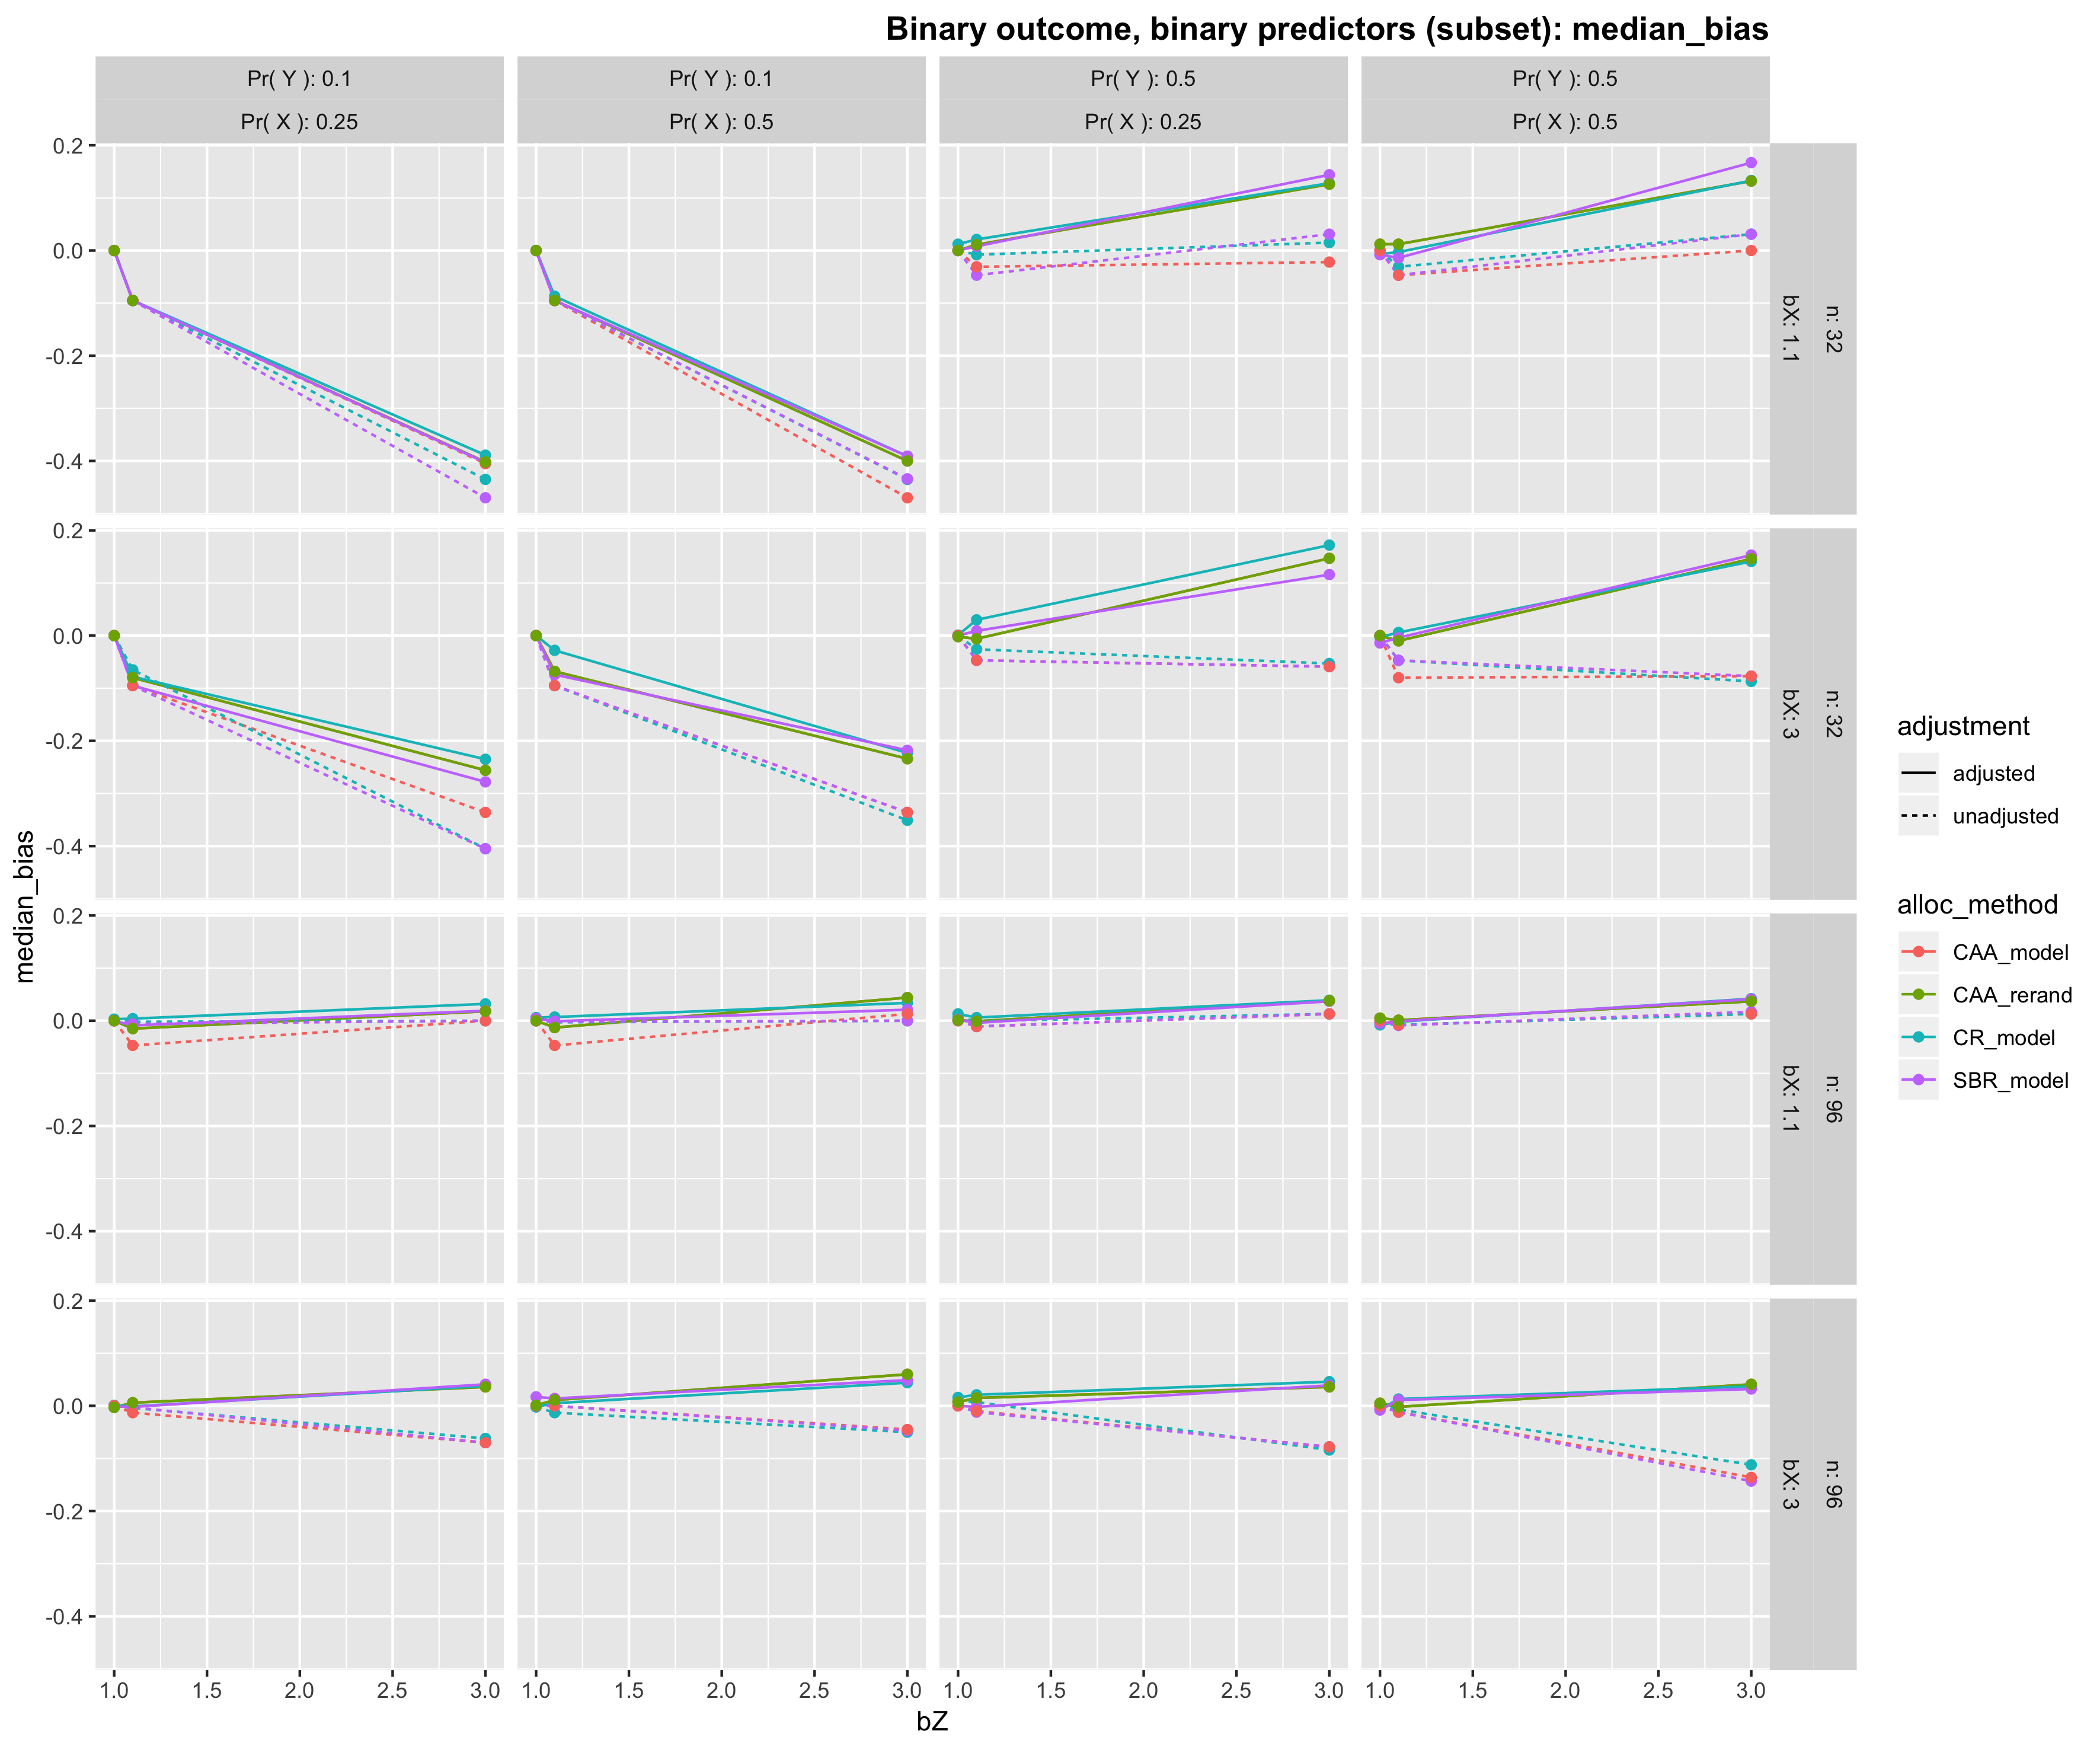 Binary outcome, binary predictors (subset): median_bias
Pr( Y ): 0.1
Pr( Y ): 0.1
Pr( Y ): 0.5
Pr( Y ): 0.5
Pr( X ): 0.25
Pr( X ): 0.5
Pr( X ): 0.25
Pr( X ): 0.5
0.2
0.0
-0.2
-0.4
bX: 1.1
n: 32
0.2
0.0
-0.2
-0.4
bX: 3
n: 32
0.2
0.0
-0.2
-0.4
bX: 1.1
n: 96
0.2
0.0
-0.2
-0.4
bX: 3
n: 96
median_bias
1.0 1.5 2.0 2.5 3.0
1.0 1.5 2.0 2.5 3.0
1.0 1.5 2.0 2.5 3.0
1.0 1.5 2.0 2.5 3.0
bZ
adjustment
adjusted
unadjusted
alloc_method
CAA_model
CAA_rerand
CR_model
SBR_model